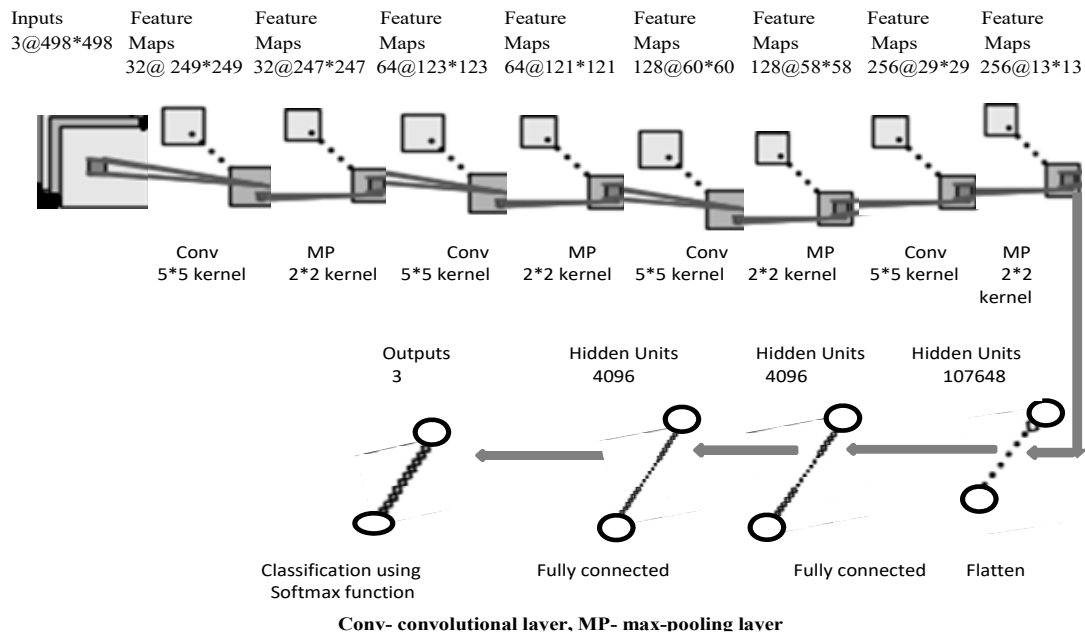 Inputs Feature Feature Feature Feature Feature Feature Feature Feature
3@498*498 Maps Maps Maps Maps Maps Maps Maps Maps
32@ 249*249 32@247*247 64@123*123 64@121*121 128@60*60 128@58*58 256@29*29 256@13*13
Conv MP Conv MP Conv MP Conv MP
5*5 kernel 2*2 kernel 5*5 kernel 2*2 kernel 5*5 kernel 2*2 kernel 5*5 kernel 2*2
kernel
Outputs Hidden Units Hidden Units Hidden Units
3 4096 4096 107648
Classification using Fully connected Fully connected Flatten
Softmax function
Conv- convolutional layer, MP- max-pooling layer